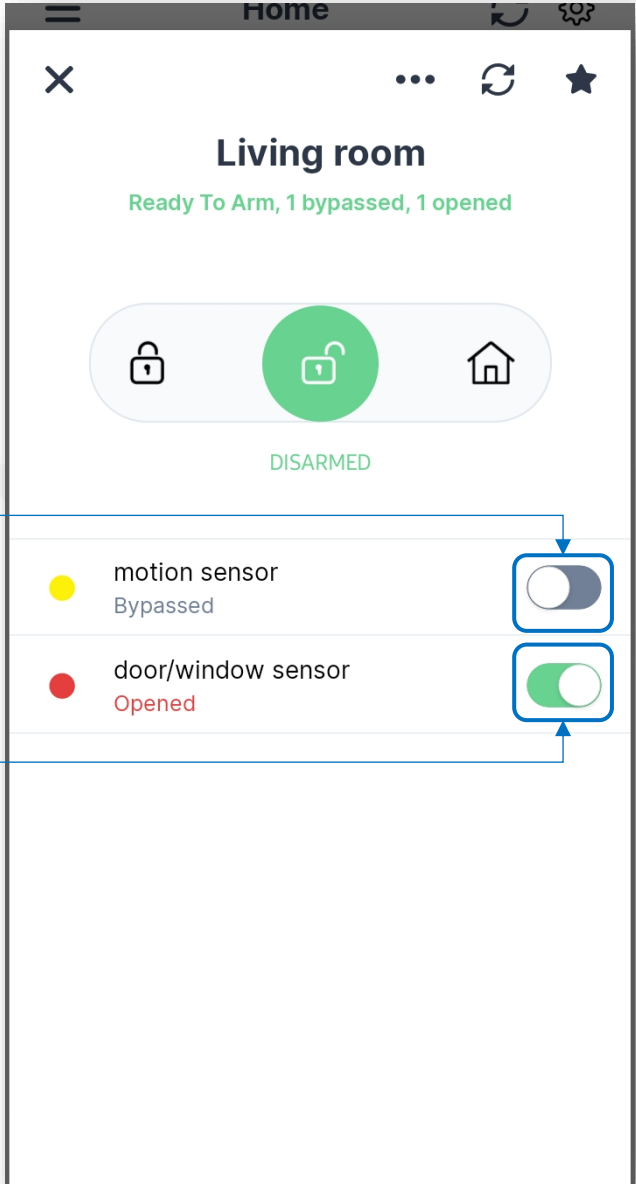 Home
Living room
Ready To Arm, 1 bypassed, 1 opened
DISARMED
motion sensor
Bypassed
door/window sensor
Opened